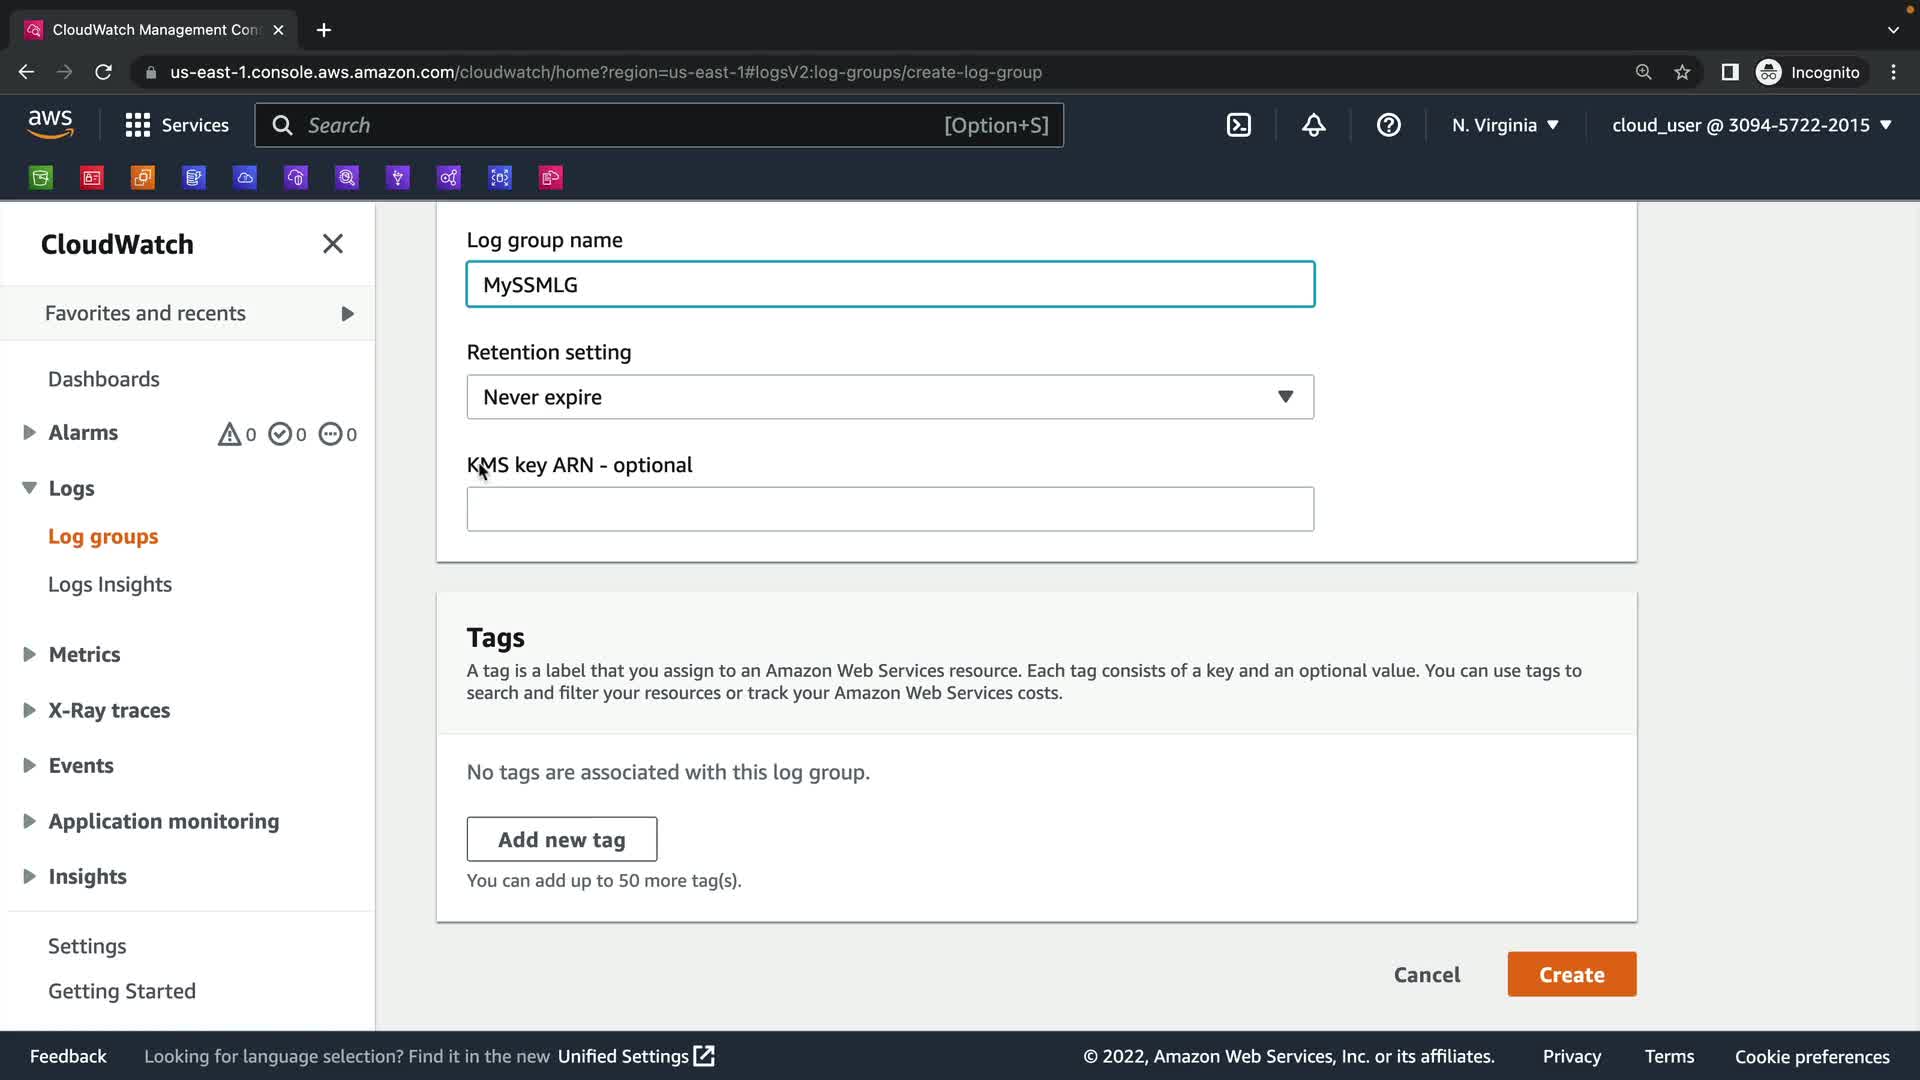 CloudWatch Management Con
us-east-1.console.aws.amazon.com/cloudwatch/home?region=us-east-1#logsV2:log-groups/create-log-group
Incognito
aws
Services
Search
[Option+S]
N. Virginia
cloud_user @ 3094-5722-2015
CloudWatch
Favorites and recents
Dashboards
Alarms
0
0
0
Logs
Log groups
Logs Insights
Metrics
X-Ray traces
Events
Application monitoring
Insights
Settings
Getting Started
Log group name
MySSMLG
Retention setting
Never expire
KMS key ARN - optional
Tags
A tag is a label that you assign to an Amazon Web Services resource. Each tag consists of a key and an optional value. You can use tags to
search and filter your resources or track your Amazon Web Services costs.
No tags are associated with this log group.
Add new tag
You can add up to 50 more tag(s).
Cancel
Create
Feedback
Looking for language selection? Find it in the new Unified Settings
© 2022, Amazon Web Services, Inc. or its affiliates.
Privacy
Terms
Cookie preferences